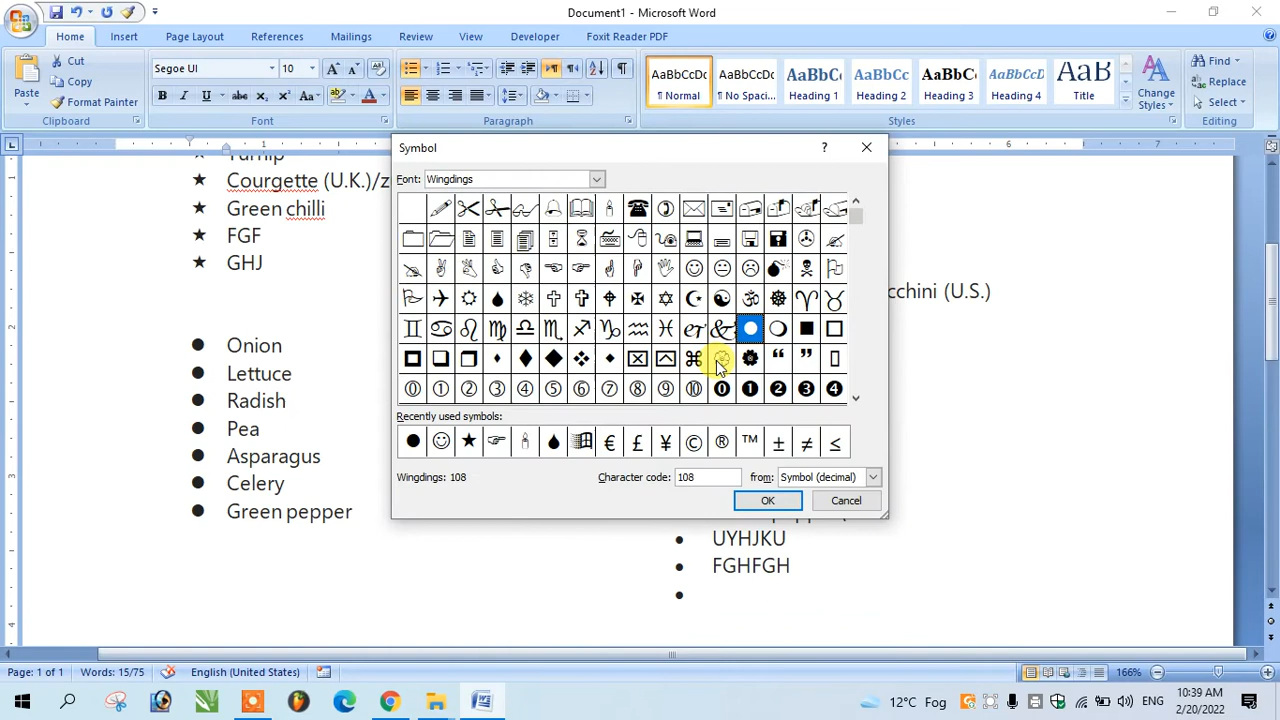 Document1 - Microsoft Word
Home Insert Page Layout References Mailings Review View Developer Foxit Reader PDF
Paste
Cut
Copy
Format Painter
Clipboard
Segoe UI 10
Font
Paragraph
AaBbCcDc AaBbCcDc AaBbC AaBbCc AaBbCc AaBbCcDc AaB
¶ Normal ¶ No Spaci... Heading 1 Heading 2 Heading 3 Heading 4 Title
Change Styles
Styles
Find
Replace
Select
Editing
Turnip
★ Courgette (U.K.)/z
★ Green chilli
★ FGF
★ GHJ
● Onion
● Lettuce
● Radish
● Pea
● Asparagus
● Celery
● Green pepper
cchini (U.S.)
• UYHJKU
• FGHFGH
•
Symbol
Font: Wingdings
Recently used symbols:
€ £ ¥ © ® ™ ± ≠ ≤
Wingdings: 108
Character code: 108 from: Symbol (decimal)
OK Cancel
Page: 1 of 1 Words: 15/75 English (United States) 166%
12°C Fog ENG
10:39 AM
2/20/2022